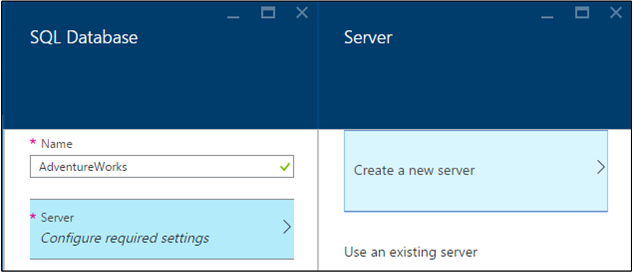 SQL Database
* Name
AdventureWorks
* Server
Configure required settings
Server
Create a new server
Use an existing server